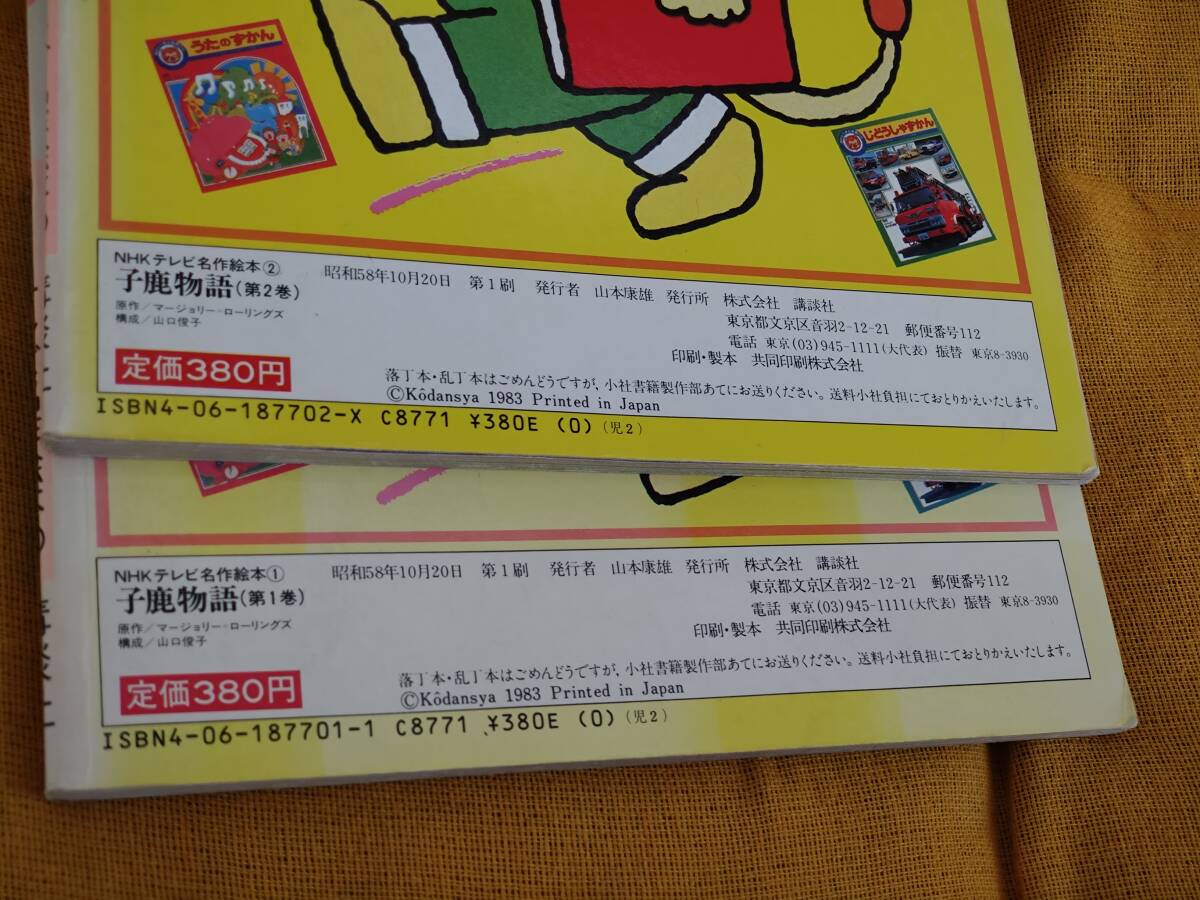 うたのずかん
じどうしゃずかん
NHKテレビ名作絵本②
子鹿物語(第2巻)
原作/マージョリー=ローリングズ
構成/山口俊子
定価380円
昭和58年10月20日 第1刷 発行者 山本康雄 発行所 株式会社 講談社
東京都文京区音羽2-12-21 郵便番号112
電話 東京(03)945-1111(大代表) 振替 東京8-3930
印刷・製本 共同印刷株式会社
落丁本・乱丁本はごめんどうですが,小社書籍製作部あてにお送りください。送料小社負担にておとりかえいたします。
©Kôdansya 1983 Printed in Japan
ISBN4-06-187702-X C8771 ¥380E (0) (児2)
NHKテレビ名作絵本①
子鹿物語(第1巻)
原作/マージョリー=ローリングズ
構成/山口俊子
定価380円
昭和58年10月20日 第1刷 発行者 山本康雄 発行所 株式会社 講談社
東京都文京区音羽2-12-21 郵便番号112
電話 東京(03)945-1111(大代表) 振替 東京8-3930
印刷・製本 共同印刷株式会社
落丁本・乱丁本はごめんどうですが,小社書籍製作部あてにお送りください。送料小社負担にておとりかえいたします。
©Kôdansya 1983 Printed in Japan
ISBN4-06-187701-1 C8771 ¥380E (0) (児2)